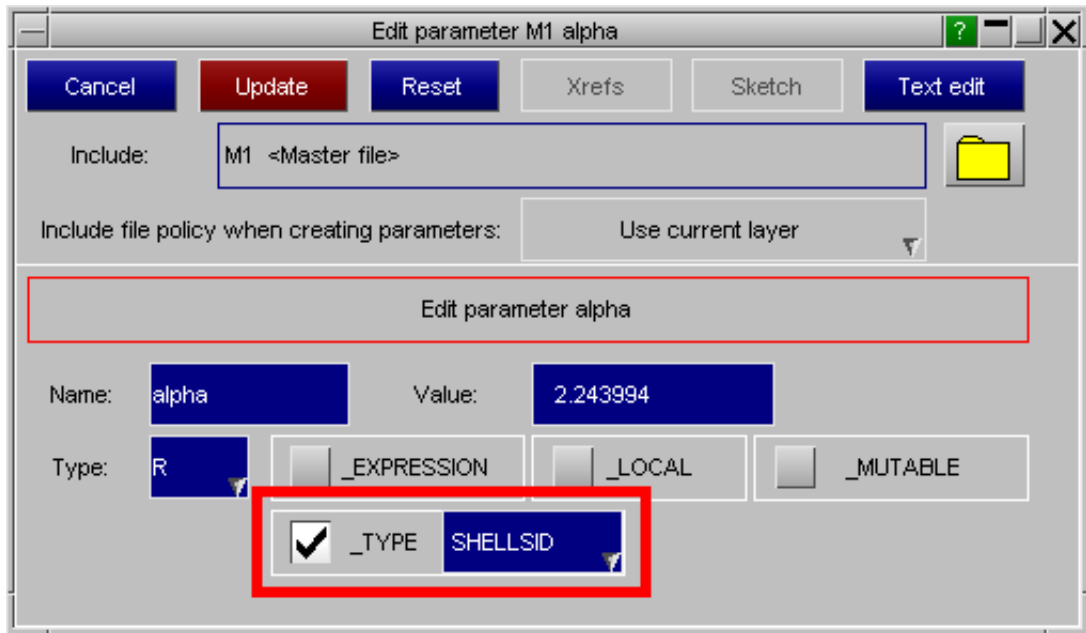 Edit parameter M1 alpha ?
Cancel Update Reset Xrefs Sketch Text edit
Include: M1 <Master file>
Include file policy when creating parameters: Use current layer
Edit parameter alpha
Name: alpha Value: 2.243994
Type: R _EXPRESSION _LOCAL _MUTABLE
_TYPE SHELLSID